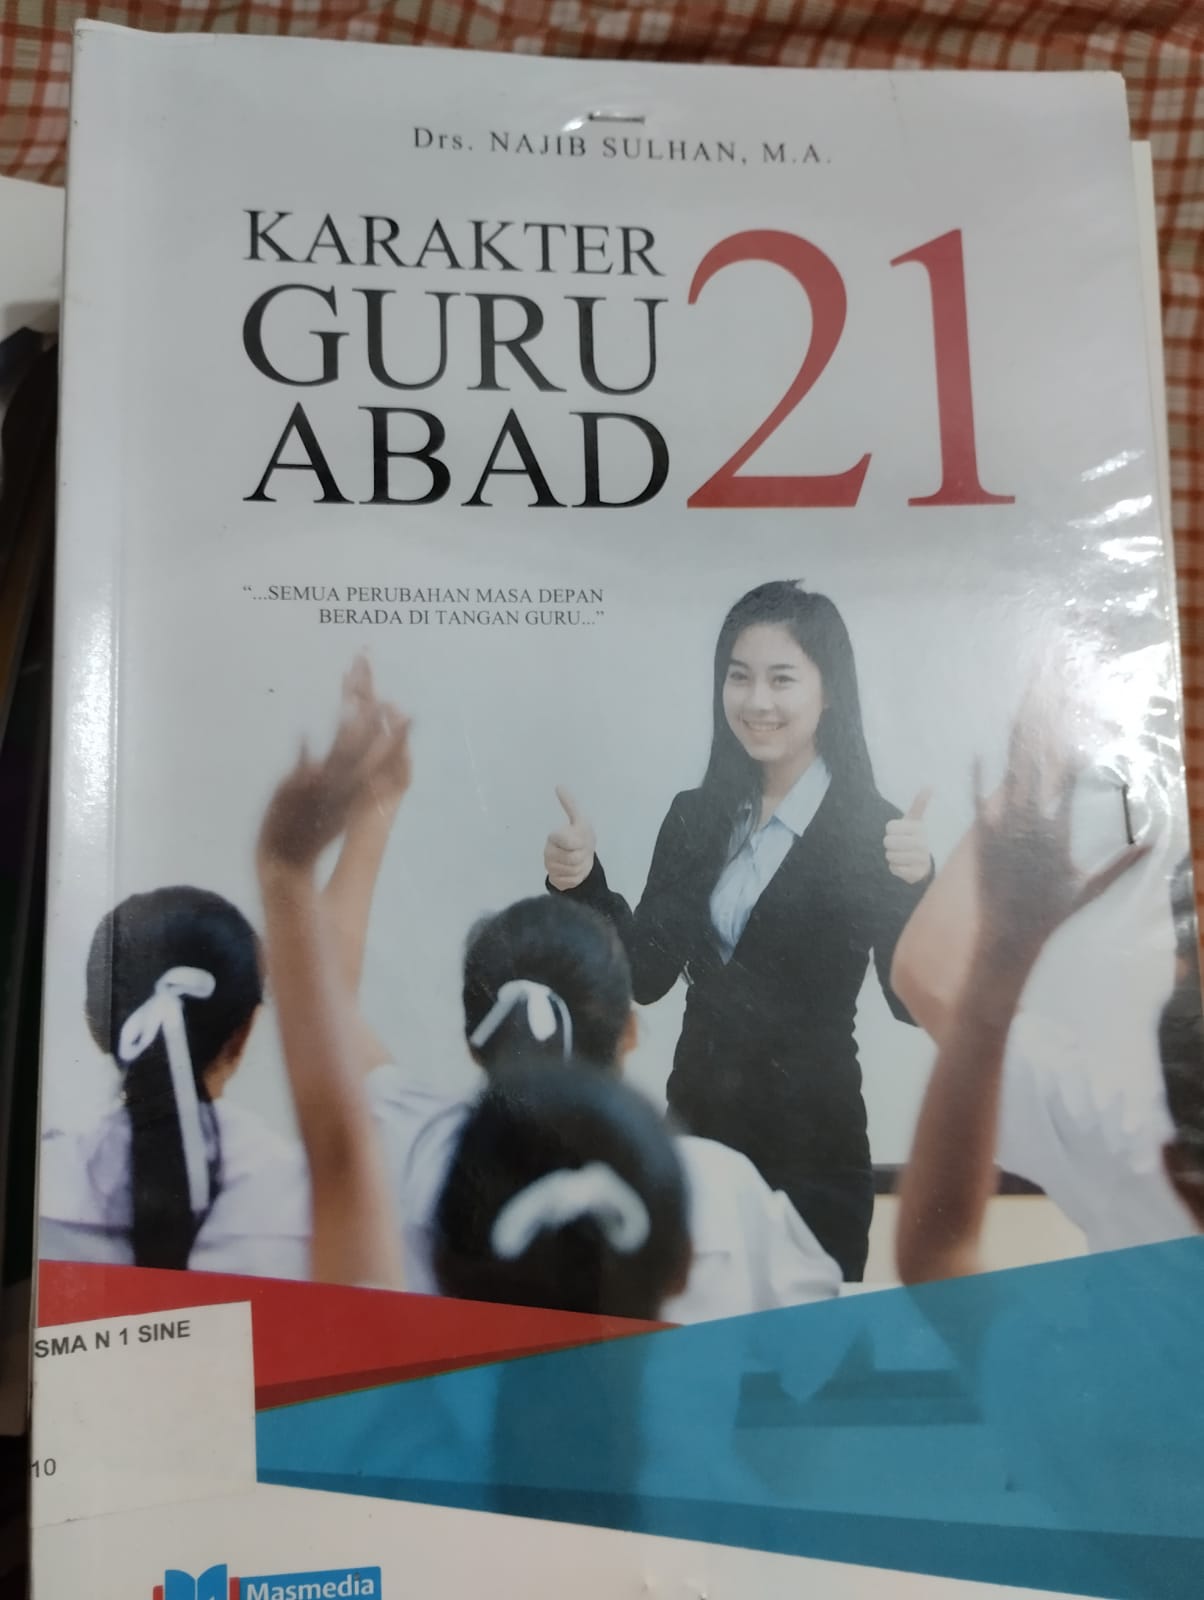 Drs. NAJIB SULHAN, M.A.
KARAKTER
GURU
ABAD
21
“...SEMUA PERUBAHAN MASA DEPAN
BERADA DI TANGAN GURU...”
SMA N 1 SINE
10
Masmedia